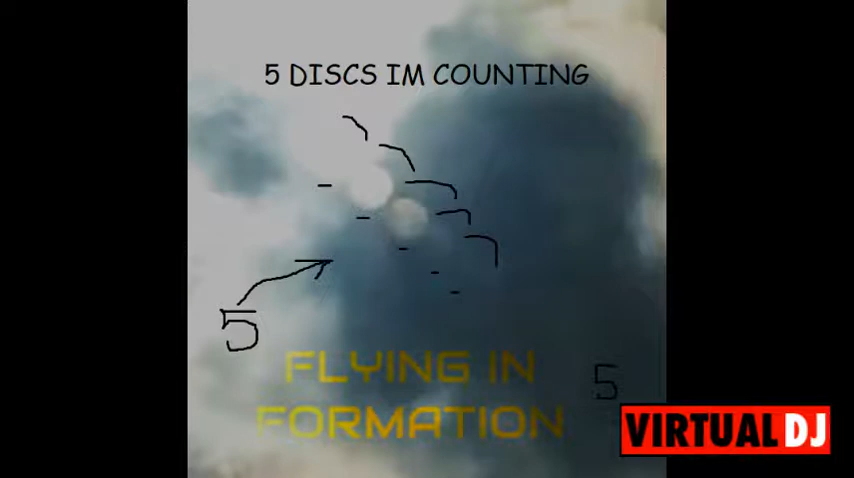 5 DISCS IM COUNTING
5
FLYING IN
FORMATION
5
VIRTUAL DJ